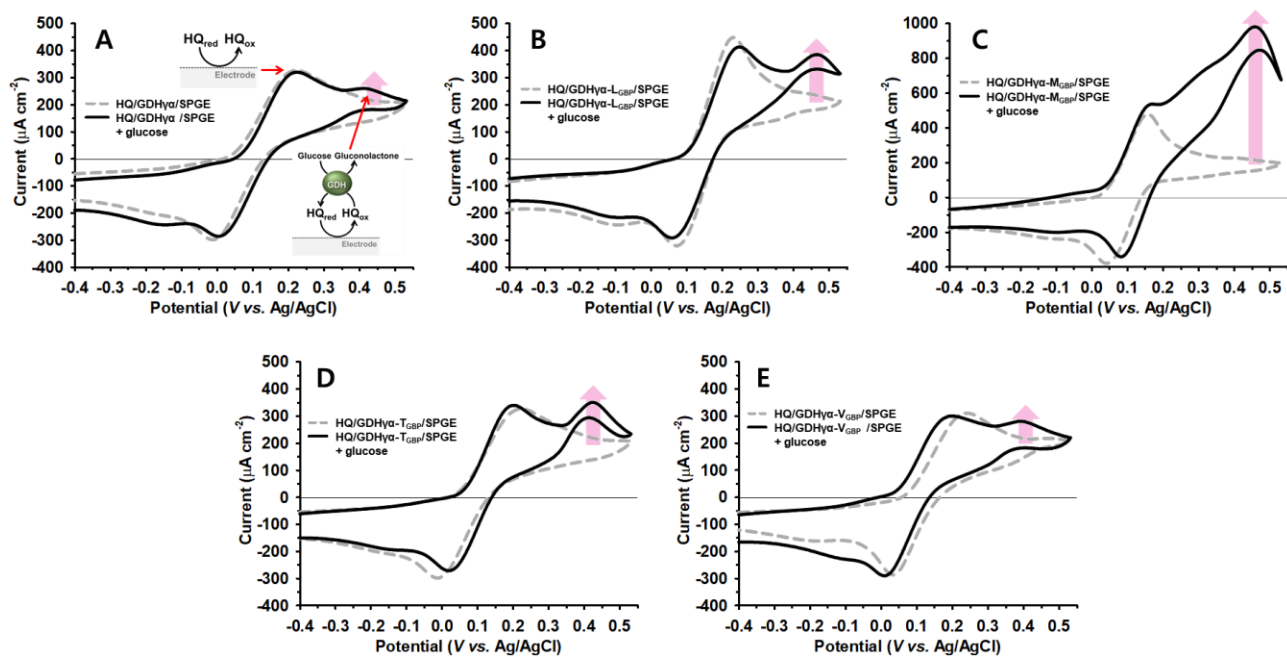 A
HQred HQox
Electrode
HQ/GDHγα/SPGE
HQ/GDHγα /SPGE
+ glucose
Glucose Gluconolactone
GDH
HQred HQox
Electrode
500
400
300
200
100
0
-100
-200
-300
-400
-0.4 -0.3 -0.2 -0.1 0.0 0.1 0.2 0.3 0.4 0.5
Current (μA cm-2)
Potential (V vs. Ag/AgCl)
B
HQ/GDHγα-LGBP/SPGE
HQ/GDHγα-LGBP/SPGE
+ glucose
500
400
300
200
100
0
-100
-200
-300
-400
-0.4 -0.3 -0.2 -0.1 0.0 0.1 0.2 0.3 0.4 0.5
Current (μA cm-2)
Potential (V vs. Ag/AgCl)
C
HQ/GDHγα-MGBP/SPGE
HQ/GDHγα-MGBP/SPGE
+ glucose
1000
800
600
400
200
0
-200
-400
-0.4 -0.3 -0.2 -0.1 0.0 0.1 0.2 0.3 0.4 0.5
Current (μA cm-2)
Potential (V vs. Ag/AgCl)
D
HQ/GDHγα-TGBP/SPGE
HQ/GDHγα-TGBP/SPGE
+ glucose
500
400
300
200
100
0
-100
-200
-300
-400
-0.4 -0.3 -0.2 -0.1 0.0 0.1 0.2 0.3 0.4 0.5
Current (μA cm-2)
Potential (V vs. Ag/AgCl)
E
HQ/GDHγα-VGBP/SPGE
HQ/GDHγα-VGBP /SPGE
+ glucose
500
400
300
200
100
0
-100
-200
-300
-400
-0.4 -0.3 -0.2 -0.1 0.0 0.1 0.2 0.3 0.4 0.5
Current (μA cm-2)
Potential (V vs. Ag/AgCl)